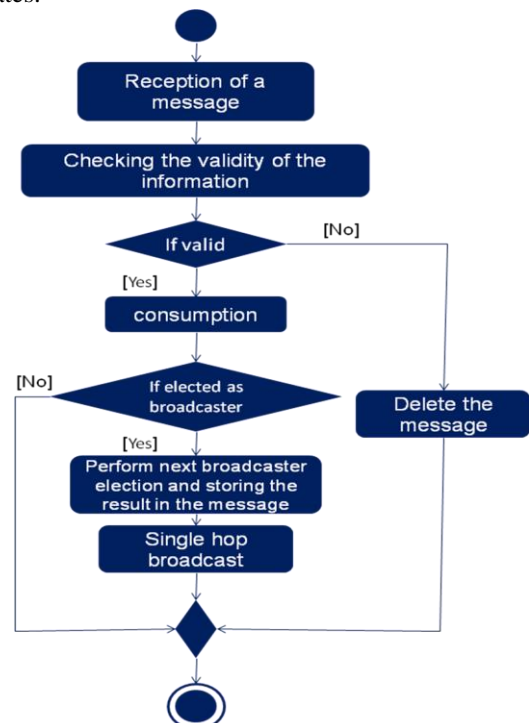 Reception of a
message
Checking the validity of the
information
If valid
[No]
[Yes]
consumption
[No]
If elected as
broadcaster
Delete the
message
[Yes]
Perform next broadcaster
election and storing the
result in the message
Single hop
broadcast